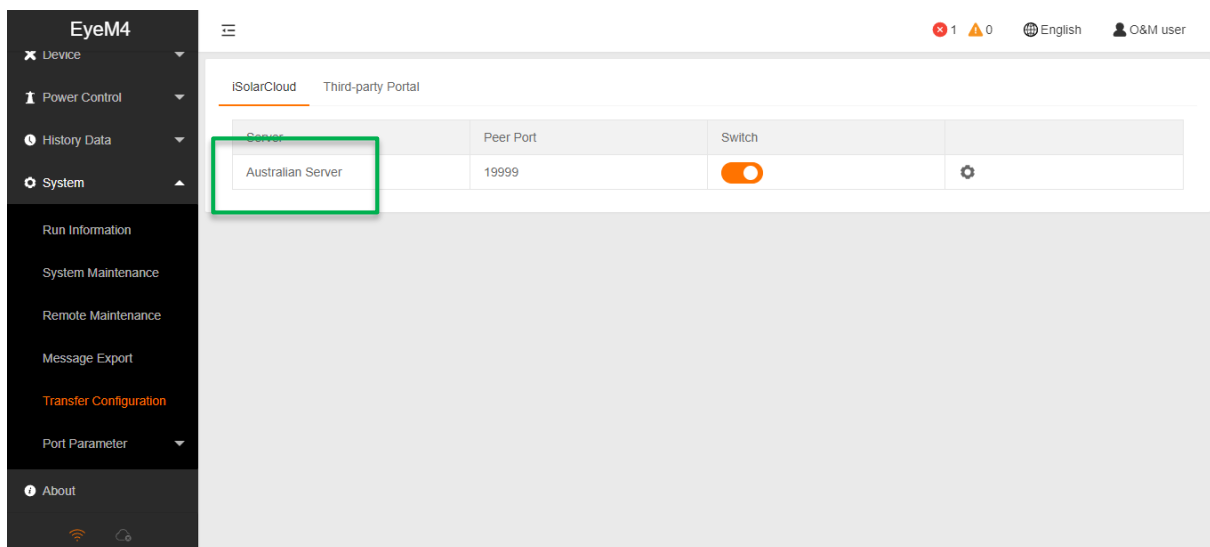 EyeM4
1 0 English O&M user
Device
Power Control
History Data
System
Run Information
System Maintenance
Remote Maintenance
Message Export
Transfer Configuration
Port Parameter
About
iSolarCloud Third-party Portal
Server Peer Port Switch
Australian Server 19999